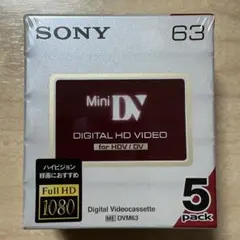 SONY 63
Mini DV
DIGITAL HD VIDEO
for HDV/DV
ハイビジョン
録画におすすめ
Full HD
1080
5
pack
Digital Videocassette
ME DVM63